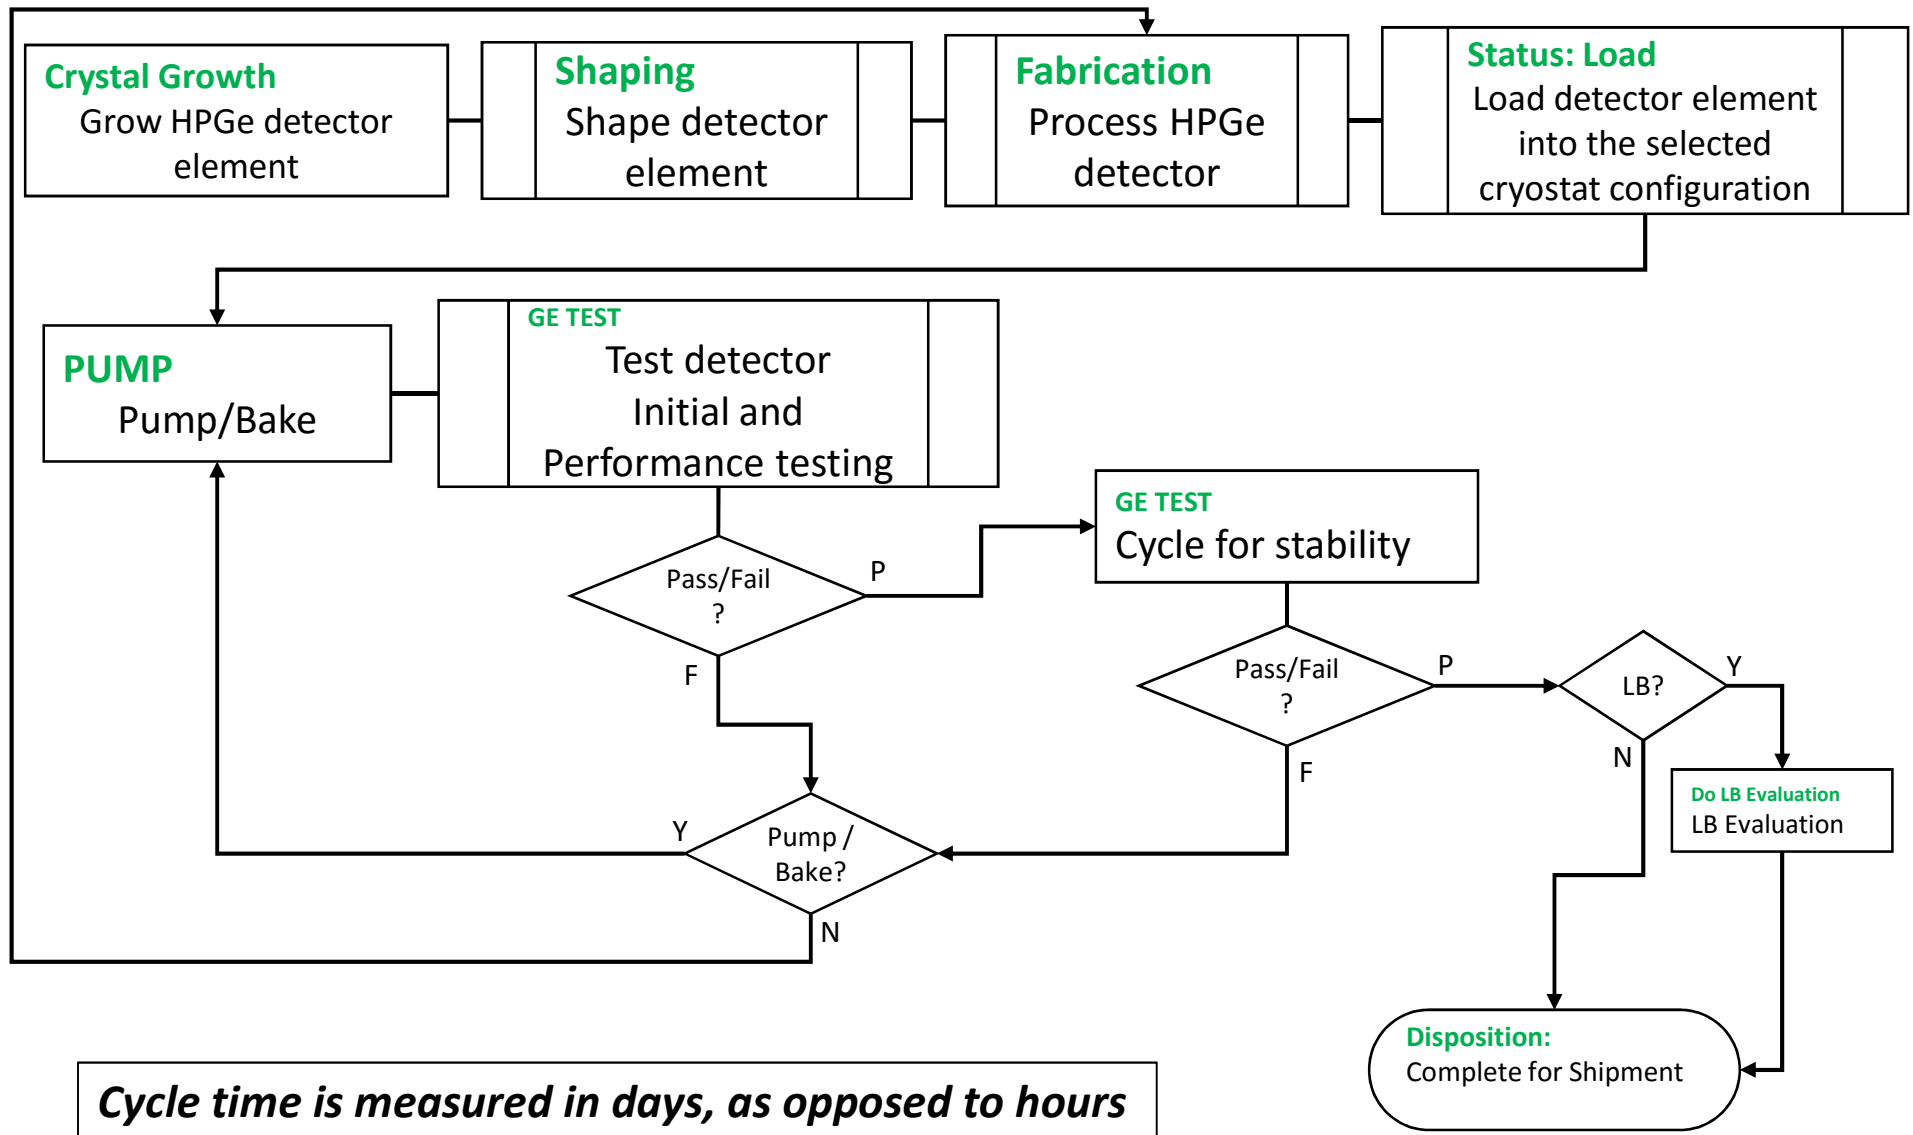 Crystal Growth
Grow HPGe detector
element
Shaping
Shape detector
element
Fabrication
Process HPGe
detector
Status: Load
Load detector element
into the selected
cryostat configuration
PUMP
Pump/Bake
GE TEST
Test detector
Initial and
Performance testing
GE TEST
Cycle for stability
Pass/Fail
?
P
F
Pass/Fail
?
P
F
LB?
Y
N
Do LB Evaluation
LB Evaluation
Pump /
Bake?
Y
N
Disposition:
Complete for Shipment
Cycle time is measured in days, as opposed to hours